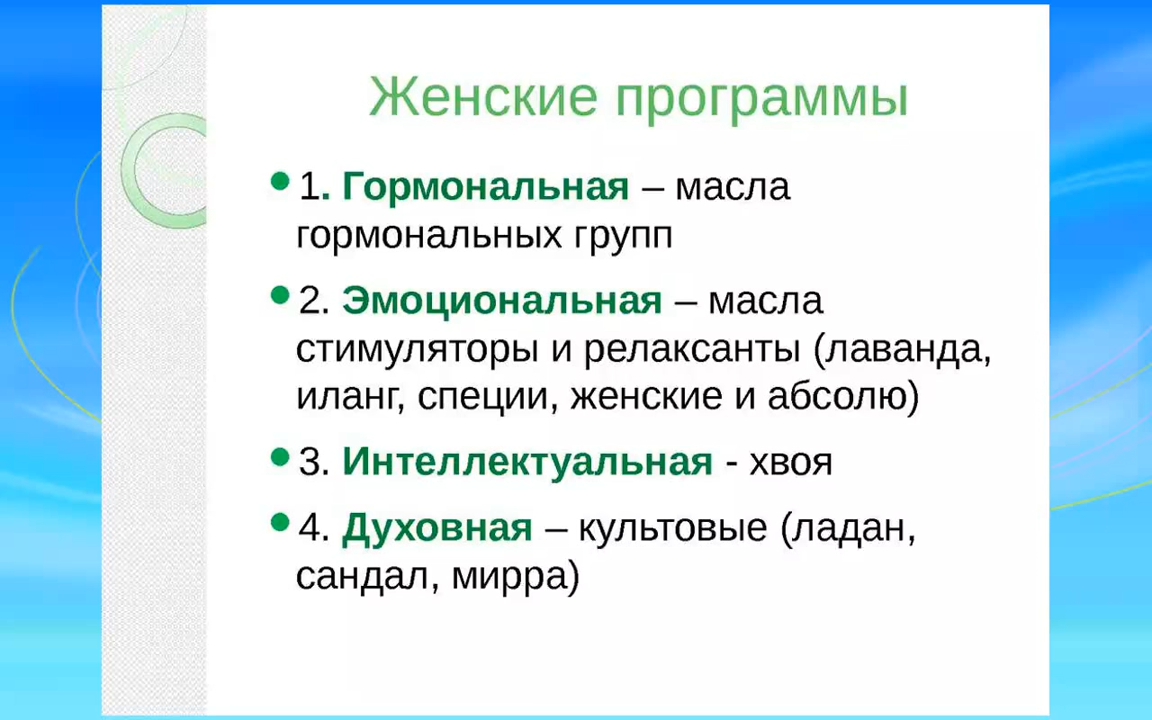 Женские программы
1. Гормональная – масла
гормональных групп
2. Эмоциональная – масла
стимуляторы и релаксанты (лаванда,
иланг, специи, женские и абсолю)
3. Интеллектуальная - хвоя
4. Духовная – культовые (ладан,
сандал, мирра)